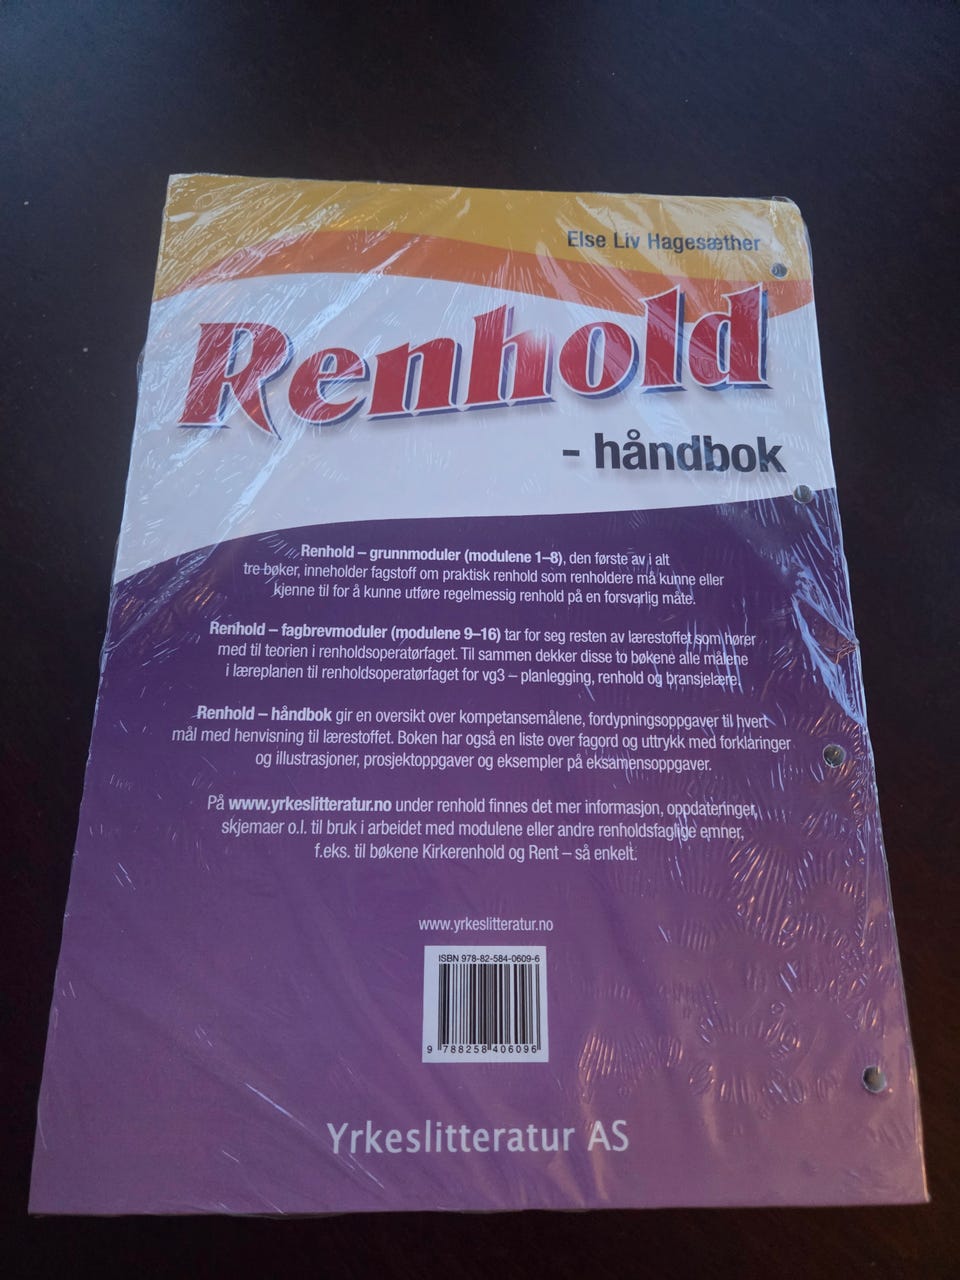 Else Liv Hagesæther
Renhold
- håndbok
Renhold – grunnmoduler (modulene 1–8), den første av i alt
tre bøker, inneholder fagstoff om praktisk renhold som renholdere må kunne eller
kjenne til for å kunne utføre regelmessig renhold på en forsvarlig måte.
Renhold – fagbrevmoduler (modulene 9–16) tar for seg resten av lærestoffet som hører
med til teorien i renholdsoperatørfaget. Til sammen dekker disse to bøkene alle målene
i læreplanen til renholdsoperatørfaget for vg3 – planlegging, renhold og bransjelære.
Renhold – håndbok gir en oversikt over kompetansemålene, fordypningsoppgaver til hvert
mål med henvisning til lærestoffet. Boken har også en liste over fagord og uttrykk med forklaringer
og illustrasjoner, prosjektoppgaver og eksempler på eksamensoppgaver.
På www.yrkeslitteratur.no under renhold finnes det mer informasjon, oppdateringer,
skjemaer o.l. til bruk i arbeidet med modulene eller andre renholdsfaglige emner,
f.eks. til bøkene Kirkerenhold og Rent – så enkelt.
www.yrkeslitteratur.no
ISBN 978-82-584-0609-6
9 788258 406096
Yrkeslitteratur AS